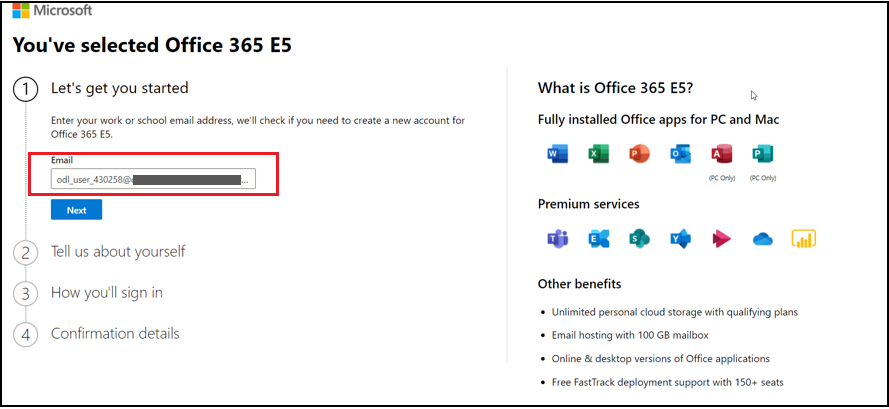 Microsoft
You've selected Office 365 E5
1 Let's get you started
Enter your work or school email address, we'll check if you need to create a new account for
Office 365 E5.
Email
odl_user_430258@ ...
Next
2 Tell us about yourself
3 How you'll sign in
4 Confirmation details
What is Office 365 E5?
Fully installed Office apps for PC and Mac
W X P O A P
(PC Only) (PC Only)
Premium services
T E S Y
Other benefits
• Unlimited personal cloud storage with qualifying plans
• Email hosting with 100 GB mailbox
• Online & desktop versions of Office applications
• Free FastTrack deployment support with 150+ seats